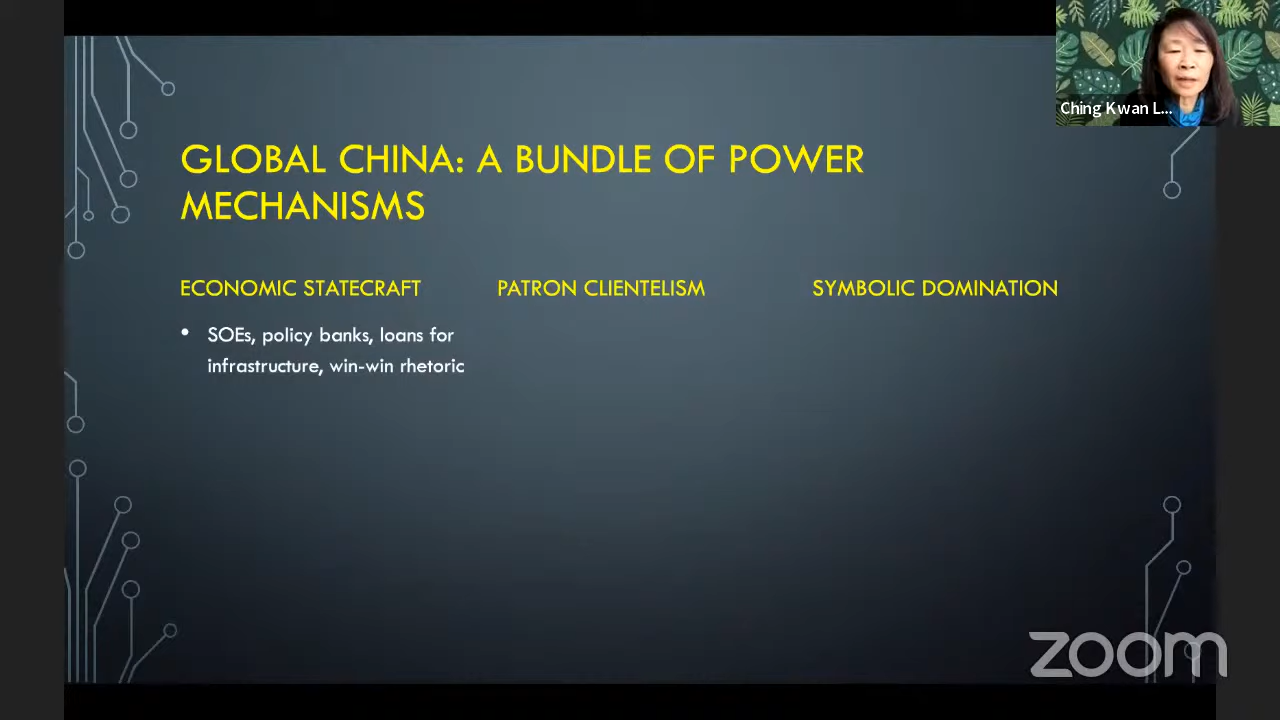 Ching Kwan L...
GLOBAL CHINA: A BUNDLE OF POWER
MECHANISMS
ECONOMIC STATECRAFT
• SOEs, policy banks, loans for
infrastructure, win-win rhetoric
PATRON CLIENTELISM
SYMBOLIC DOMINATION
zoom